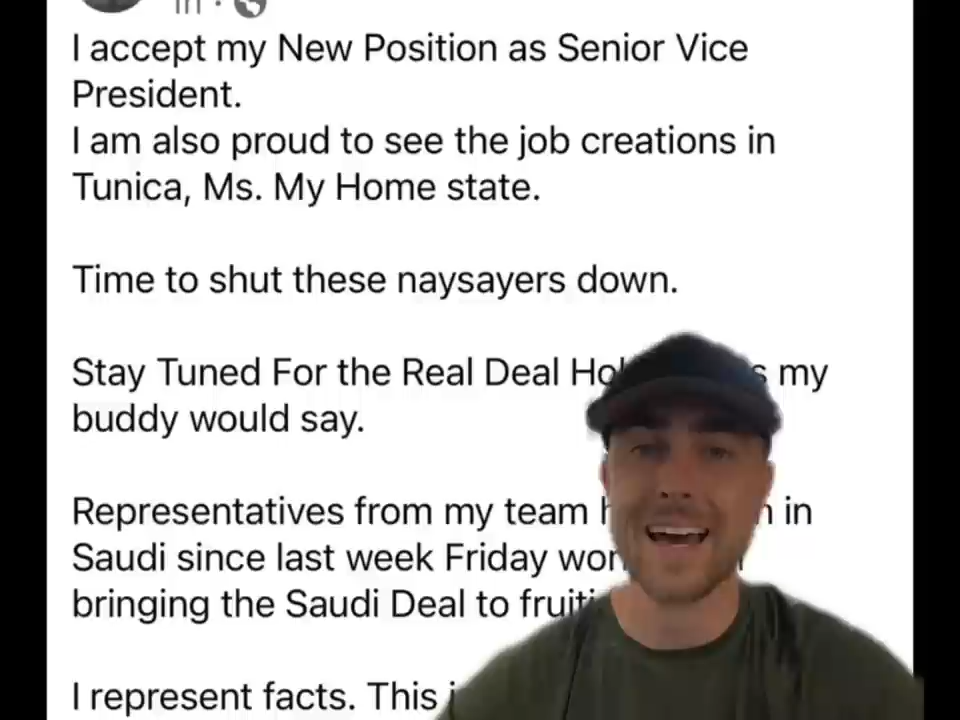 I accept my New Position as Senior Vice
President.
I am also proud to see the job creations in
Tunica, Ms. My Home state.
Time to shut these naysayers down.
Stay Tuned For the Real Deal my
buddy would say.
Representatives from my team in
Saudi since last week Friday
bringing the Saudi Deal to
I represent facts. This